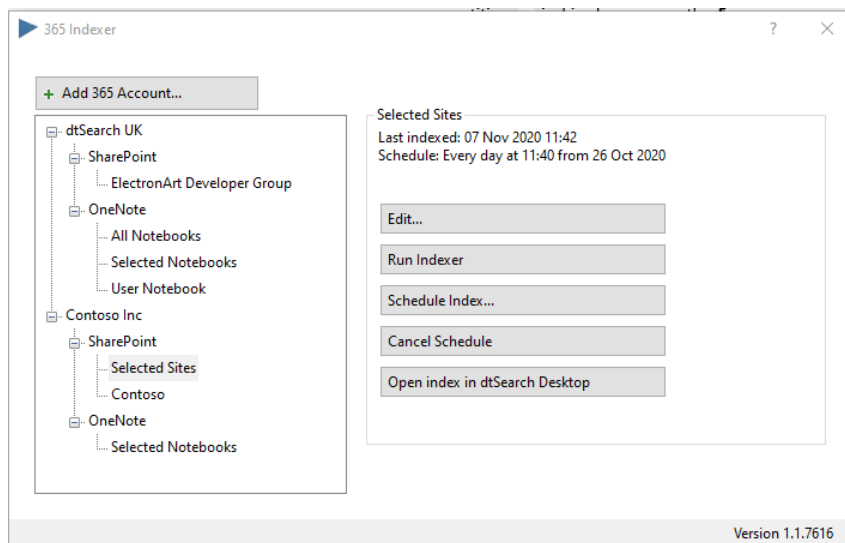 365 Indexer
? ×
+ Add 365 Account...
dtSearch UK
SharePoint
ElectronArt Developer Group
OneNote
All Notebooks
Selected Notebooks
User Notebook
Contoso Inc
SharePoint
Selected Sites
Contoso
OneNote
Selected Notebooks
Selected Sites
Last indexed: 07 Nov 2020 11:42
Schedule: Every day at 11:40 from 26 Oct 2020
Edit...
Run Indexer
Schedule Index...
Cancel Schedule
Open index in dtSearch Desktop
Version 1.1.7616